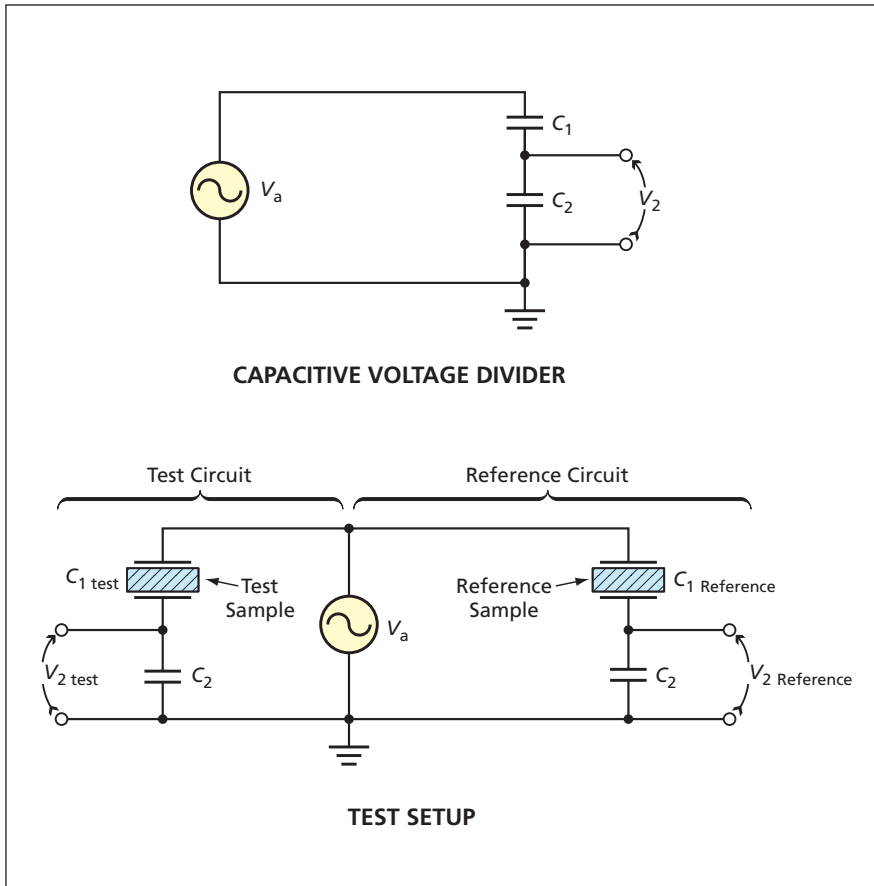 C1
Va
C2
V2
CAPACITIVE VOLTAGE DIVIDER
Test Circuit
Reference Circuit
C1 test
Test
Sample
Reference
Sample
C1 Reference
Va
V2 test
C2
C2
V2 Reference
TEST SETUP